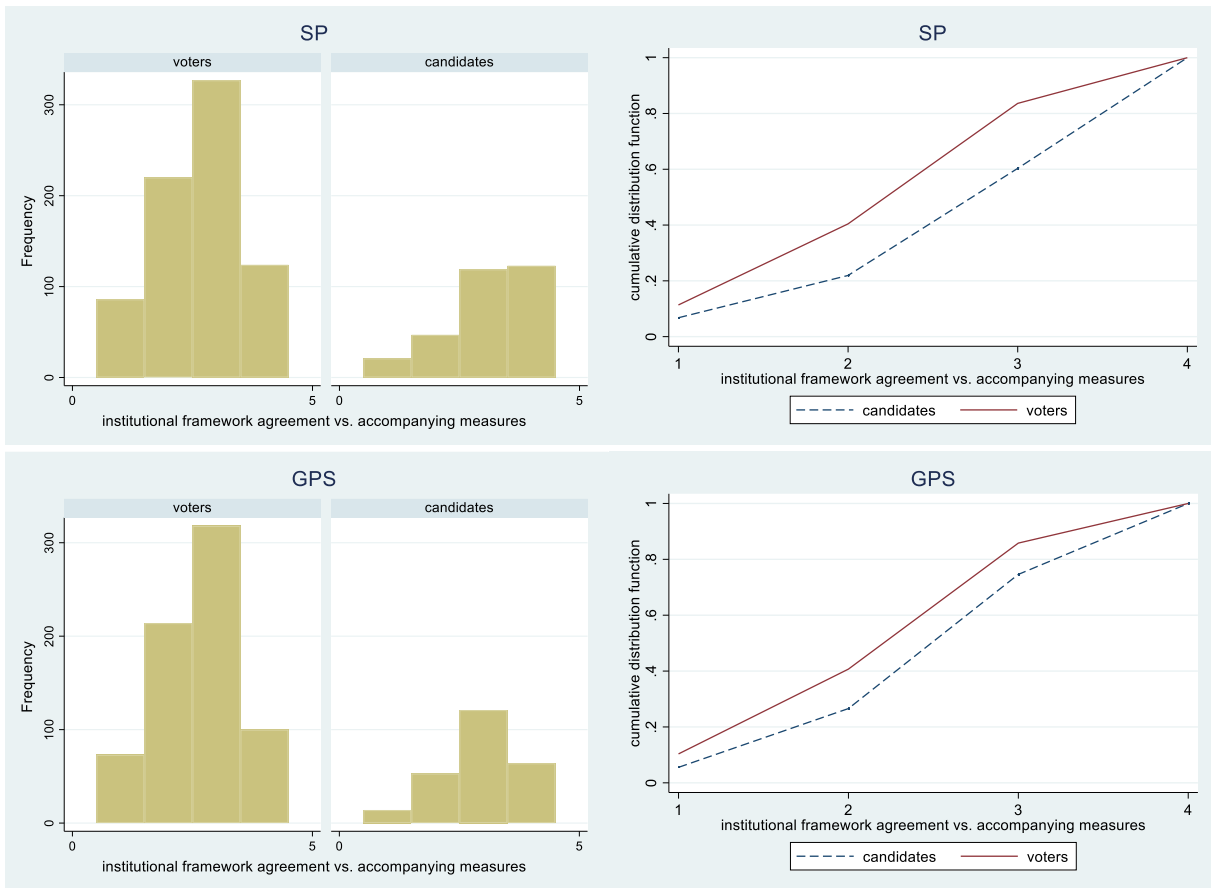 SP
voters
candidates
Frequency
0
100
200
300
0
5
0
5
institutional framework agreement vs. accompanying measures
SP
cumulative distribution function
0
.2
.4
.6
.8
1
1
2
3
4
institutional framework agreement vs. accompanying measures
candidates
voters
GPS
voters
candidates
Frequency
0
100
200
300
0
5
0
5
institutional framework agreement vs. accompanying measures
GPS
cumulative distribution function
0
.2
.4
.6
.8
1
1
2
3
4
institutional framework agreement vs. accompanying measures
candidates
voters